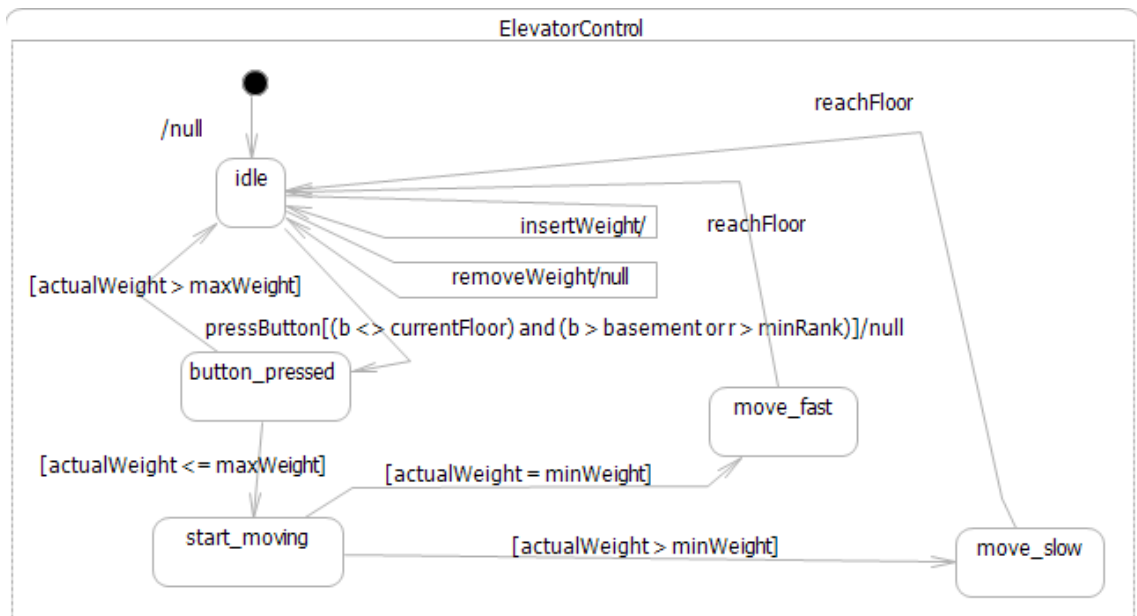 ElevatorControl
reachFloor
/null
idle
insertWeight/
reachFloor
removeWeight/null
[actualWeight > maxWeight]
pressButton[(b <> currentFloor) and (b > basement or r > minRank)]/null
button_pressed
move_fast
[actualWeight <= maxWeight]
[actualWeight = minWeight]
start_moving
[actualWeight > minWeight]
move_slow